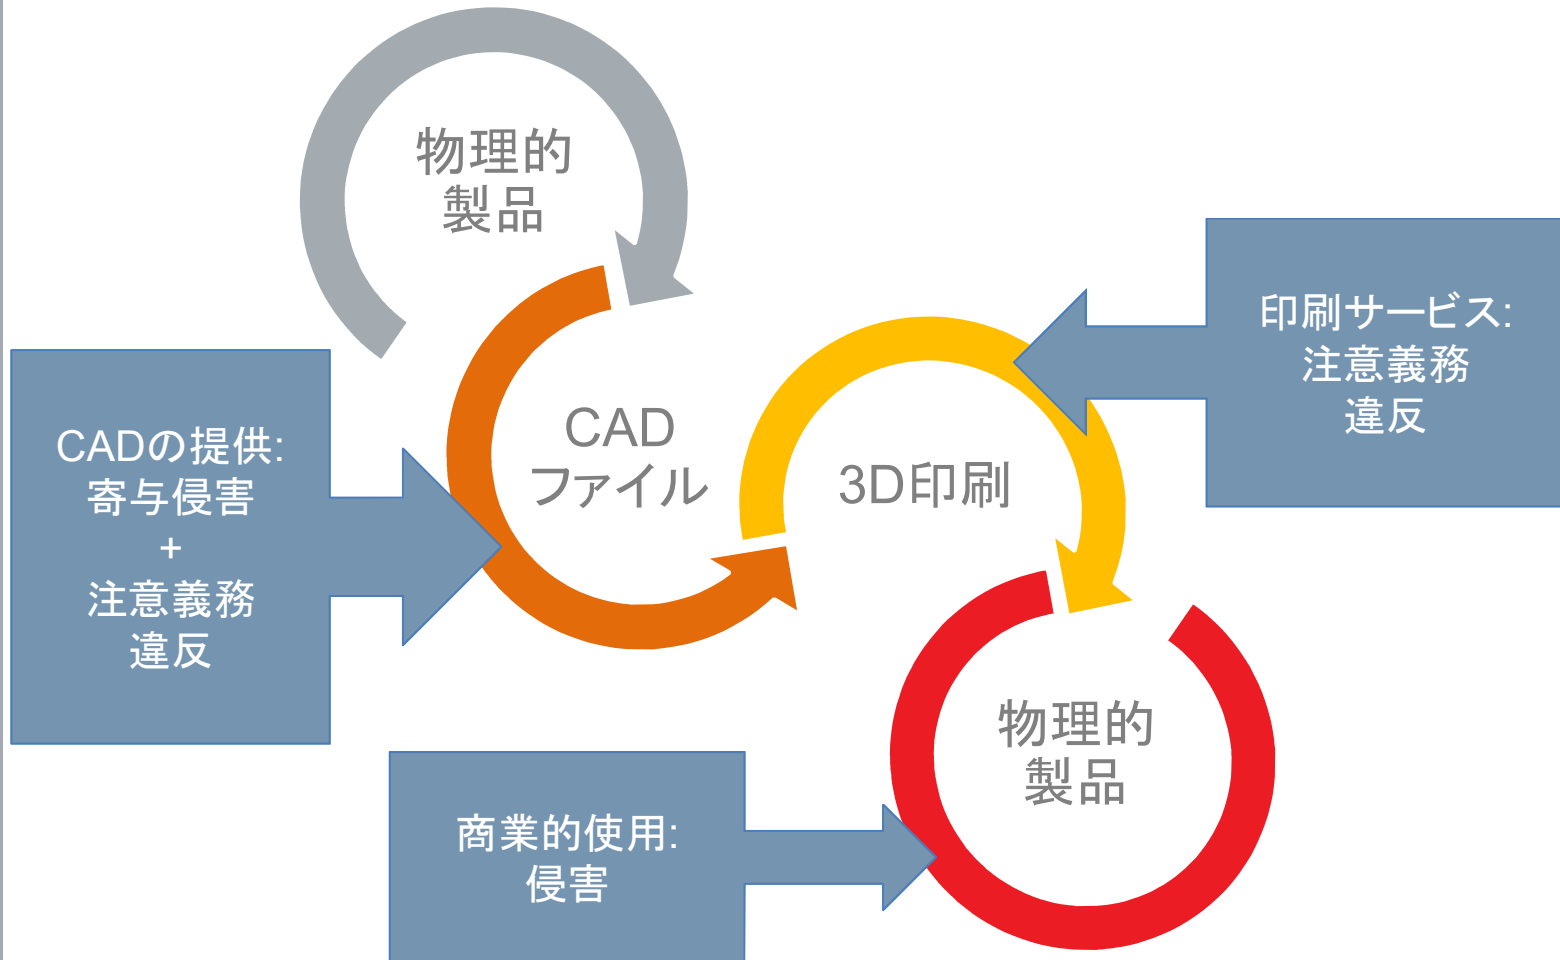 物理的
製品
CAD
ファイル
3D印刷
物理的
製品
印刷サービス:
注意義務
違反
CADの提供:
寄与侵害
+
注意義務
違反
商業的使用:
侵害